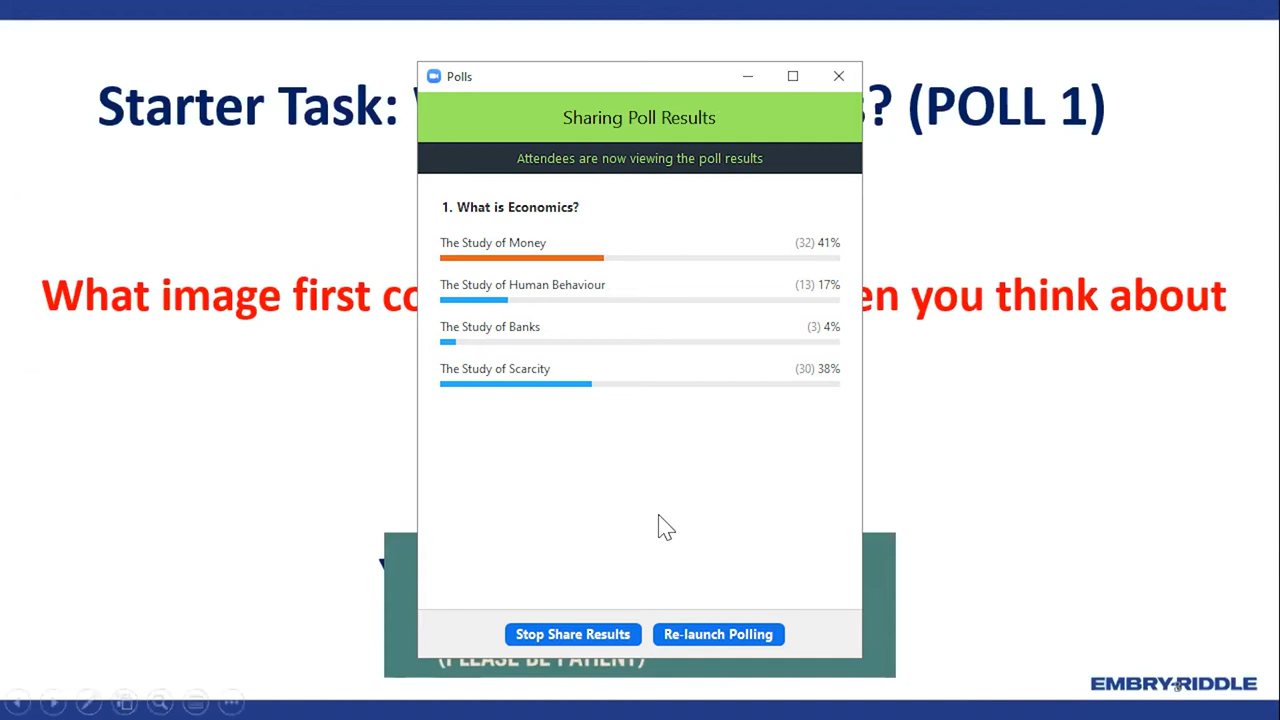 Polls
Starter Task: ? (POLL 1)
Sharing Poll Results
Attendees are now viewing the poll results
1. What is Economics?
The Study of Money (32) 41%
What image first you think about
The Study of Human Behaviour (13) 17%
The Study of Banks (3) 4%
The Study of Scarcity (30) 38%
Stop Share Results Re-launch Polling
(PLEASE BE PATIENT)
EMBRY-RIDDLE